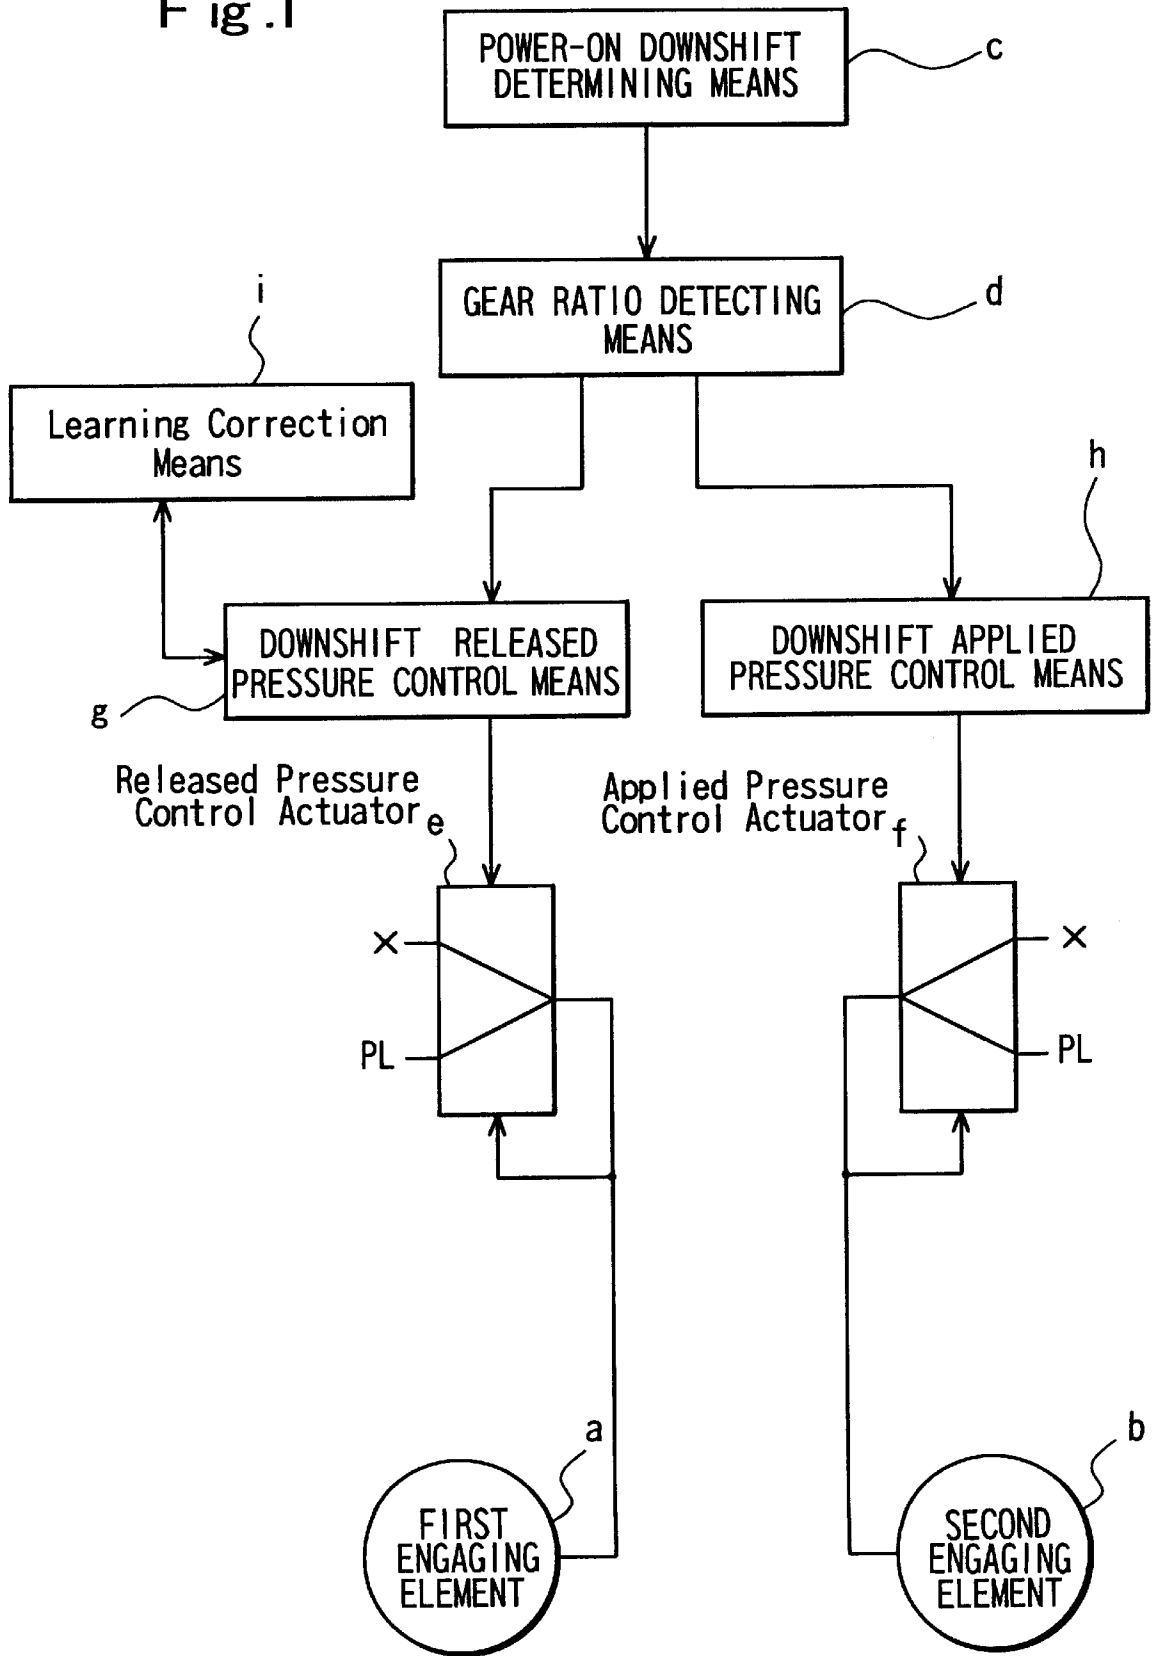 Fig.1
POWER-ON DOWNSHIFT
DETERMINING MEANS
c
GEAR RATIO DETECTING
MEANS
d
i
Learning Correction
Means
h
DOWNSHIFT RELEASED
PRESSURE CONTROL MEANS
g
DOWNSHIFT APPLIED
PRESSURE CONTROL MEANS
Released Pressure
Control Actuator
e
Applied Pressure
Control Actuator
f
X
PL
X
PL
a
FIRST
ENGAGING
ELEMENT
b
SECOND
ENGAGING
ELEMENT